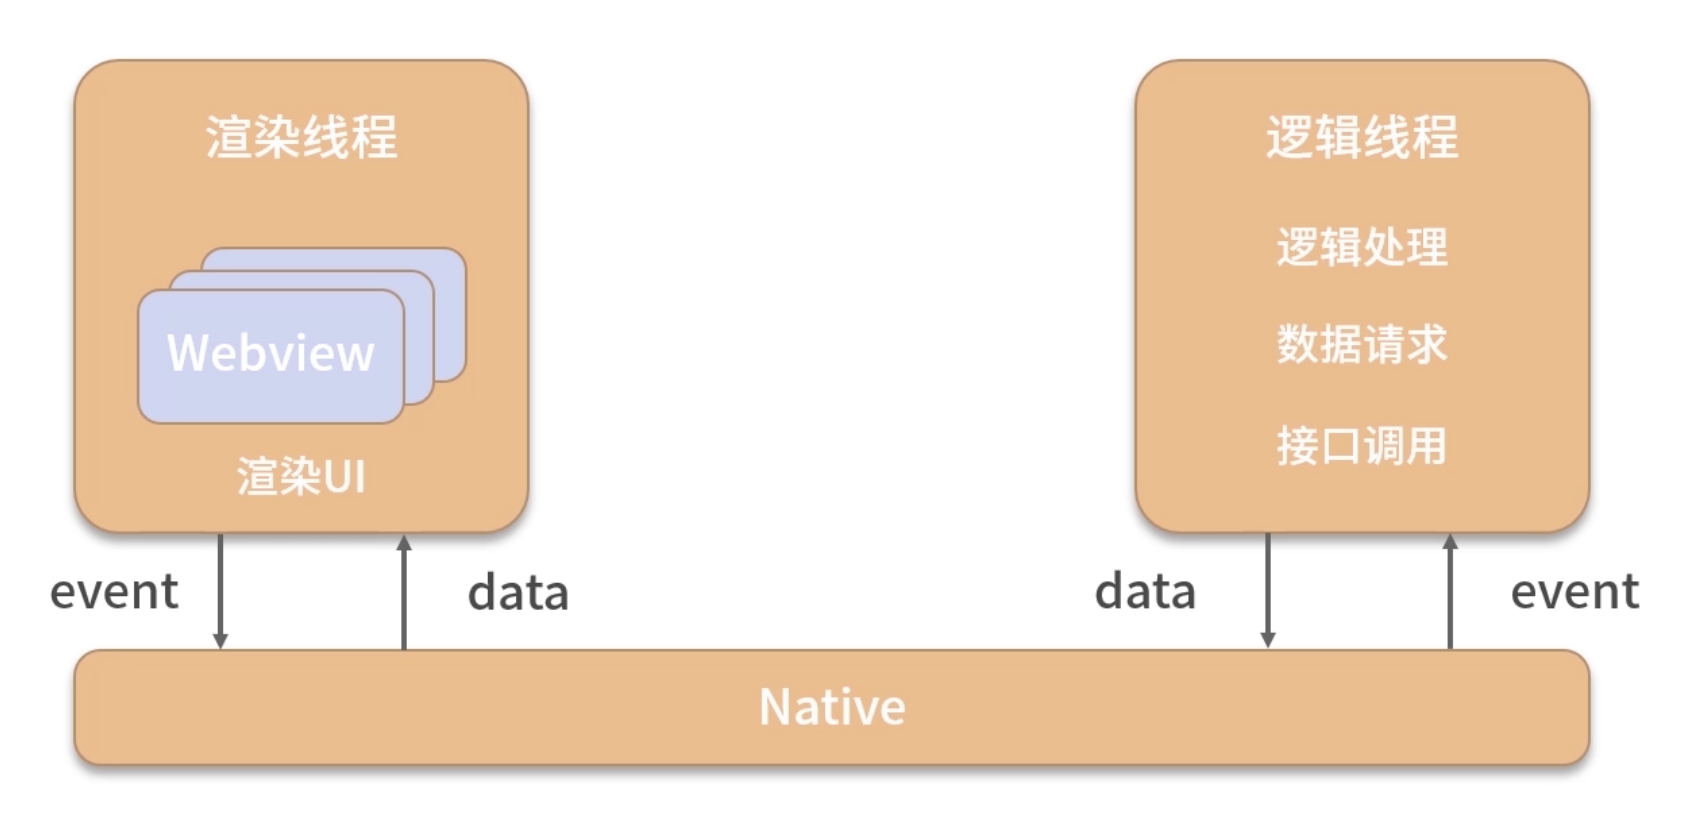 渲染线程
Webview
渲染UI
逻辑线程
逻辑处理
数据请求
接口调用
event
data
data
event
Native